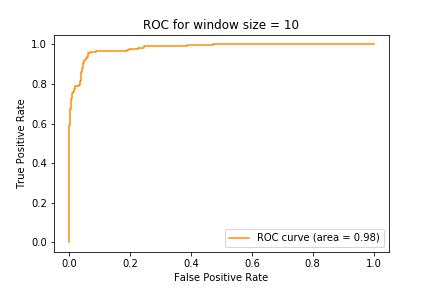 ROC for window size = 10
True Positive Rate
1.0
0.8
0.6
0.4
0.2
0.0
ROC curve (area = 0.98)
0.0 0.2 0.4 0.6 0.8 1.0
False Positive Rate